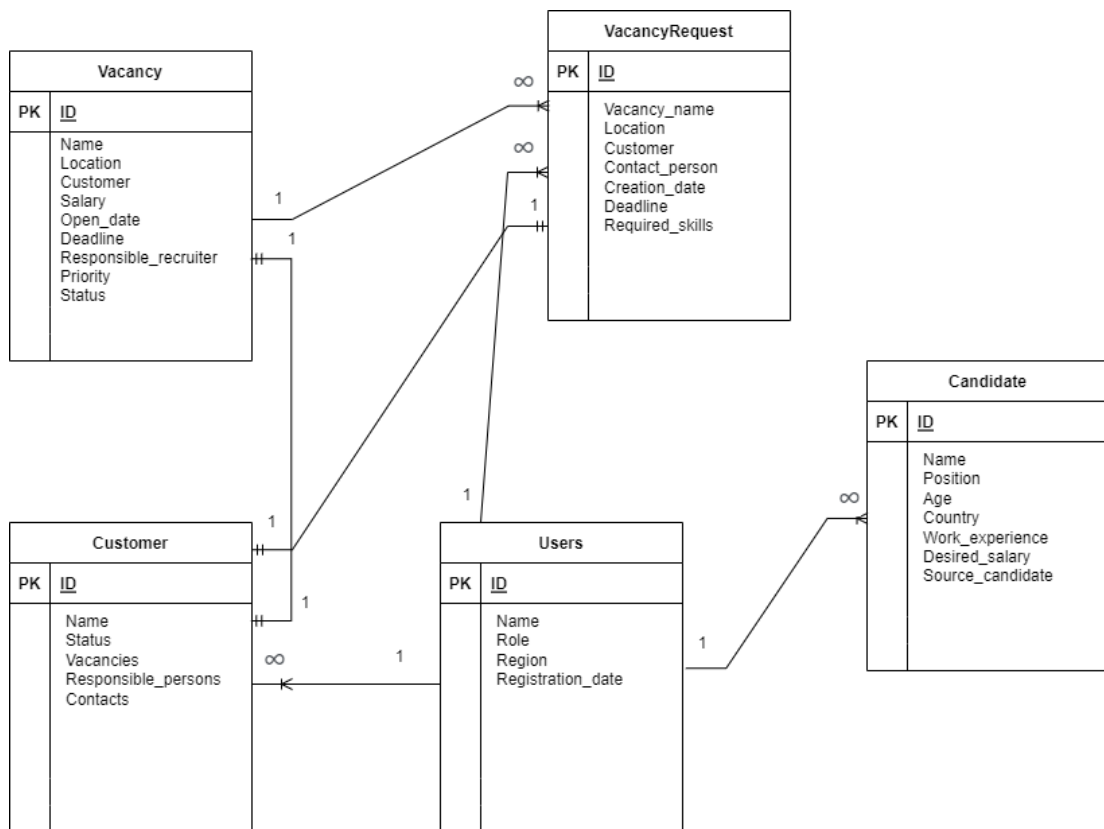 Vacancy
PK ID
Name
Location
Customer
Salary
Open_date
Deadline
Responsible_recruiter
Priority
Status
VacancyRequest
PK ID
Vacancy_name
Location
Customer
Contact_person
Creation_date
Deadline
Required_skills
∞
∞
1
1
1
Candidate
PK ID
Name
Position
Age
Country
Work_experience
Desired_salary
Source_candidate
1
∞
1
Customer
PK ID
Name
Status
Vacancies
Responsible_persons
Contacts
1
∞
1
Users
PK ID
Name
Role
Region
Registration_date
1